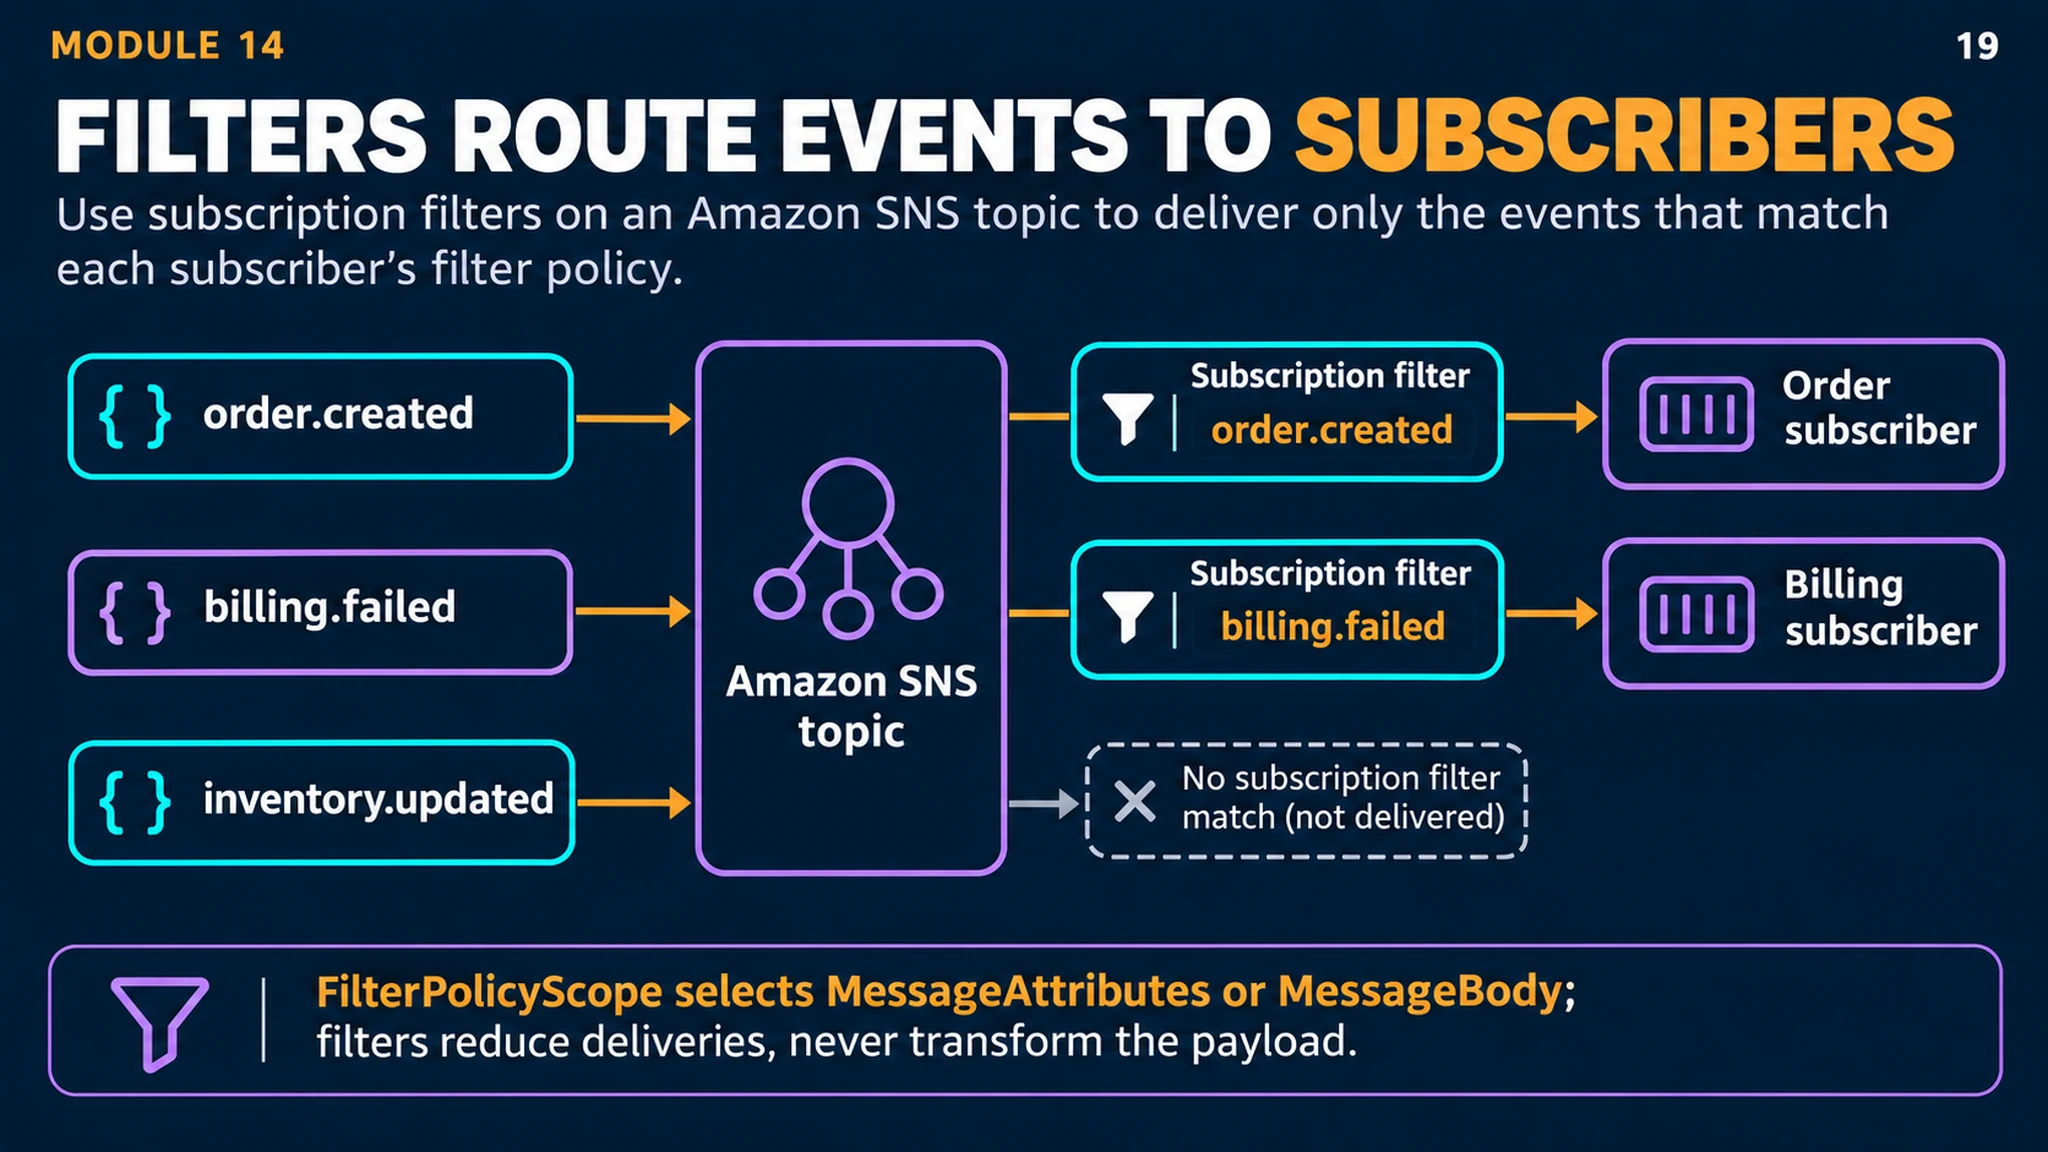 MODULE 14
19
FILTERS ROUTE EVENTS TO SUBSCRIBERS
Use subscription filters on an Amazon SNS topic to deliver only the events that match
each subscriber’s filter policy.
{ } order.created
{ } billing.failed
{ } inventory.updated
Amazon SNS
topic
Subscription filter
order.created
Order
subscriber
Subscription filter
billing.failed
Billing
subscriber
No subscription filter
match (not delivered)
FilterPolicyScope selects MessageAttributes or MessageBody;
filters reduce deliveries, never transform the payload.